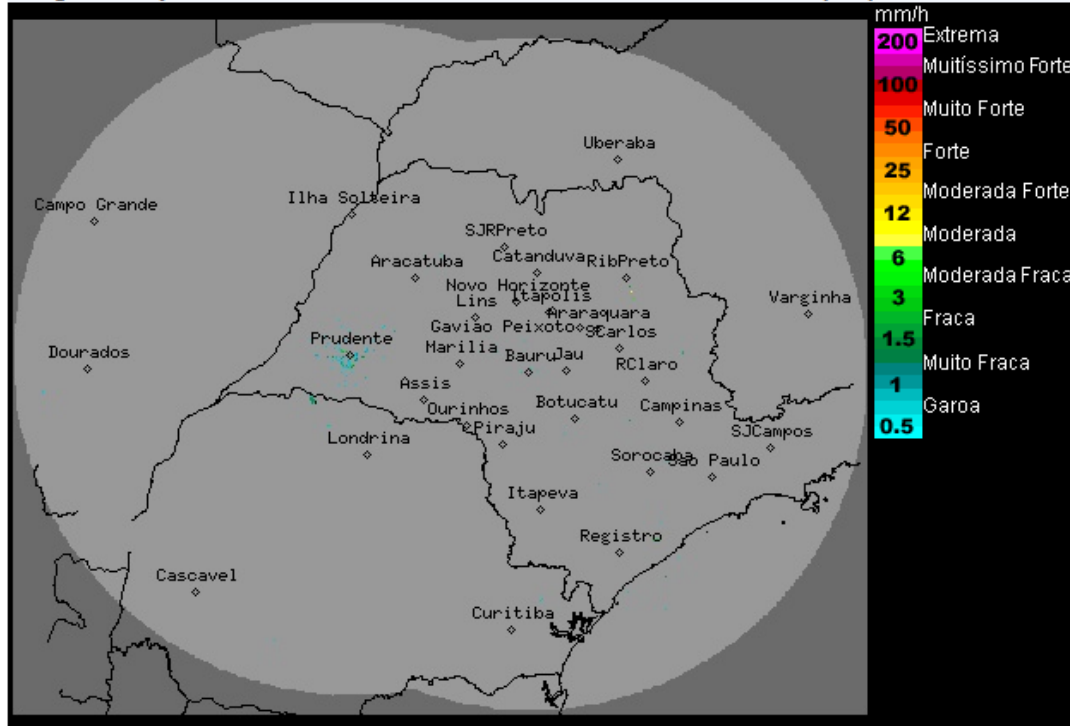 mm/h
200 Extrema
Muitíssimo Forte
100
Muito Forte
50
Forte
25
Moderada Forte
12
Moderada
6
Moderada Fraca
3
Fraca
1.5
Muito Fraca
1
Garoa
0.5
Uberaba
Campo Grande
Ilha Solteira
SJRPreto
Catanduva
Aracatuba
RibPreto
Novo Horizonte
Lins
Itapolis
Varginha
Araraquara
Gavião Peixoto
SCarlos
Prudente
Dourados
Marilia
Bauru
Jau
RClaro
Assis
Ourinhos
Botucatu
Campinas
Piraju
Londrina
SJCampos
Sorocaba
Sao Paulo
Itapeva
Registro
Cascavel
Curitiba